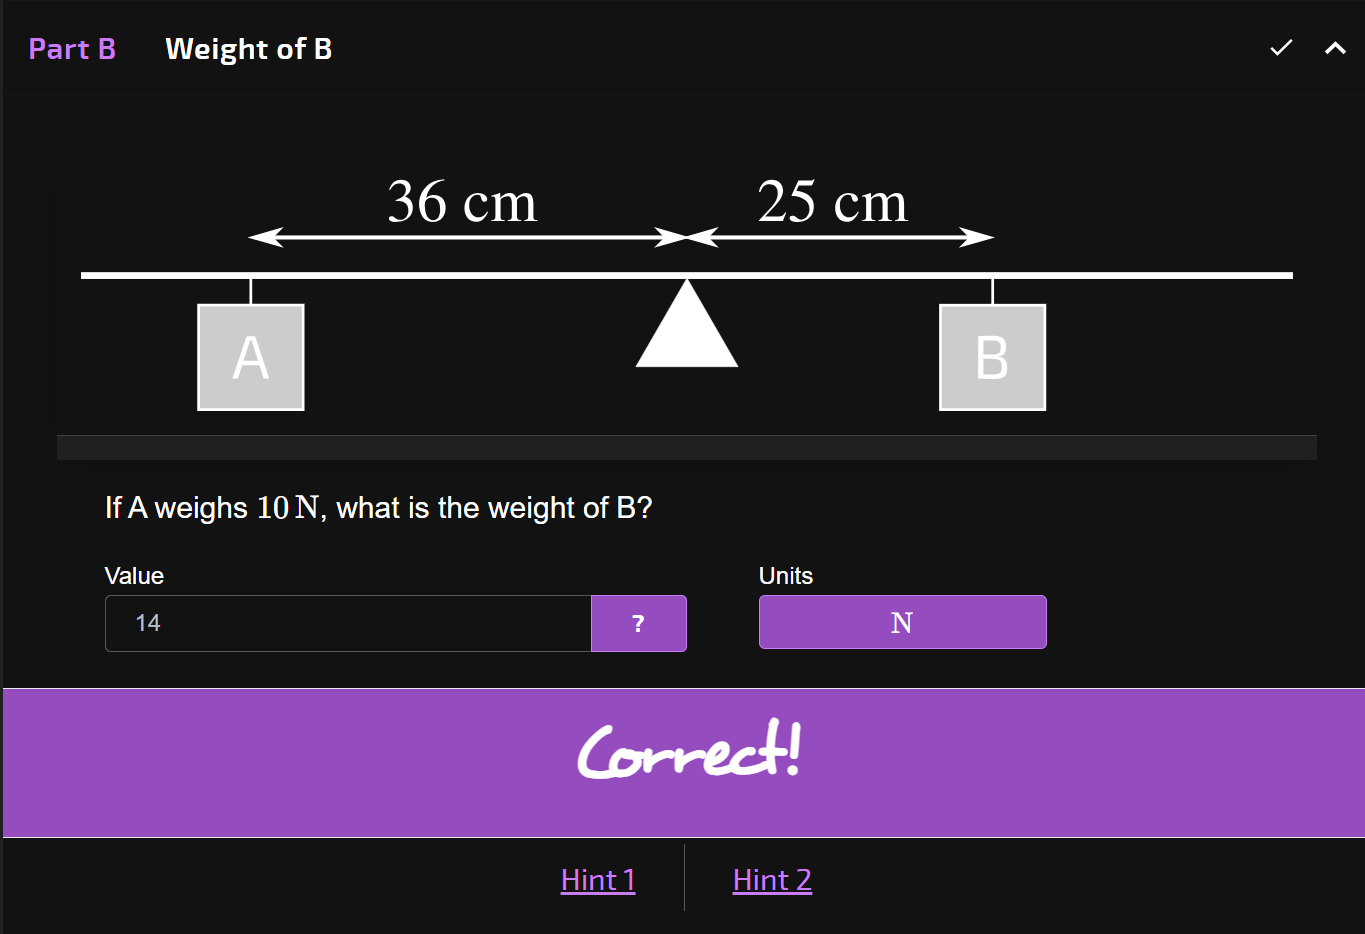 Part B Weight of B
36 cm 25 cm
A B
If A weighs 10 N, what is the weight of B?
Value Units
14 ? N
Correct!
Hint 1 Hint 2